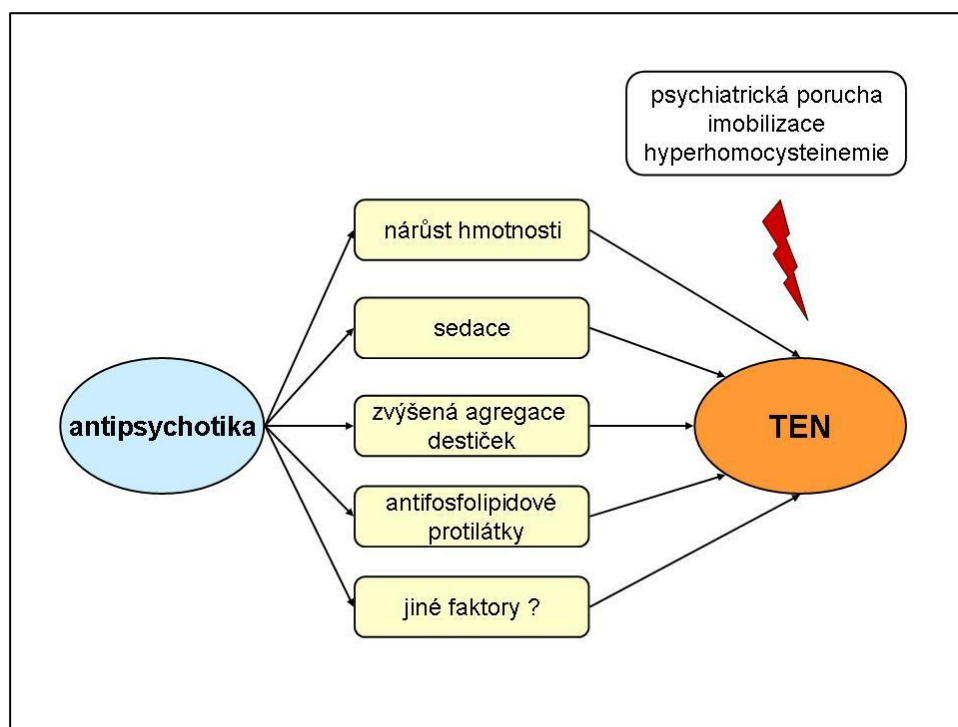 psychiatrická porucha
imobilizace
hyperhomocysteinemie
nárůst hmotnosti
sedace
antipsychotika
zvýšená agregace
destiček
TEN
antifosfolipidové
protilátky
jiné faktory ?